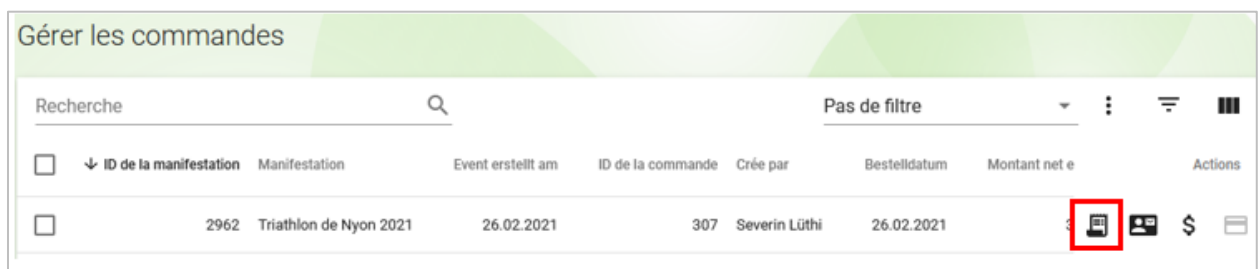 Gérer les commandes
Recherche Pas de filtre
ID de la manifestation Manifestation Event erstellt am ID de la commande Crée par Bestelldatum Montant net e Actions
2962 Triathlon de Nyon 2021 26.02.2021 307 Severin Lüthi 26.02.2021